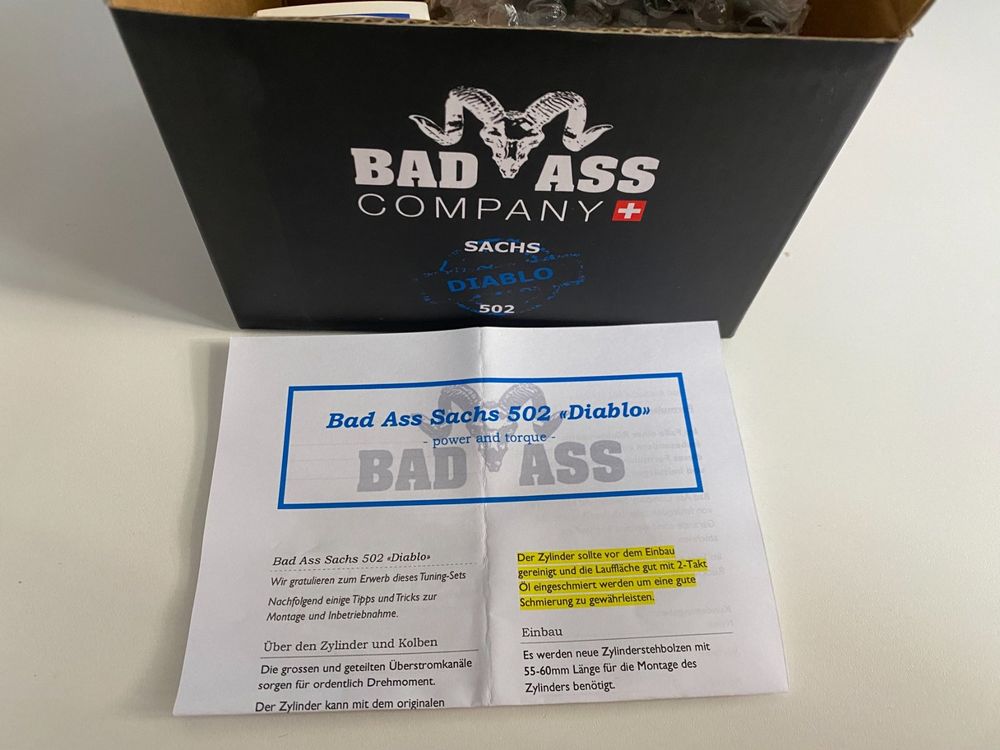 BAD ASS
COMPANY
SACHS
DIABLO
502
Bad Ass Sachs 502 «Diablo»
- power and torque -
BAD ASS
Bad Ass Sachs 502 «Diablo»
Wir gratulieren zum Erwerb dieses Tuning-Sets
Nachfolgend einige Tipps und Tricks zur
Montage und Inbetriebnahme.
Über den Zylinder und Kolben
Die grossen und geteilten Überstromkanäle
sorgen für ordentlich Drehmoment.
Der Zylinder kann mit dem originalen
Der Zylinder sollte vor dem Einbau
gereinigt und die Lauffläche gut mit 2-Takt
Öl eingeschmiert werden um eine gute
Schmierung zu gewährleisten.
Einbau
Es werden neue Zylinderstehbolzen mit
55-60mm Länge für die Montage des
Zylinders benötigt.